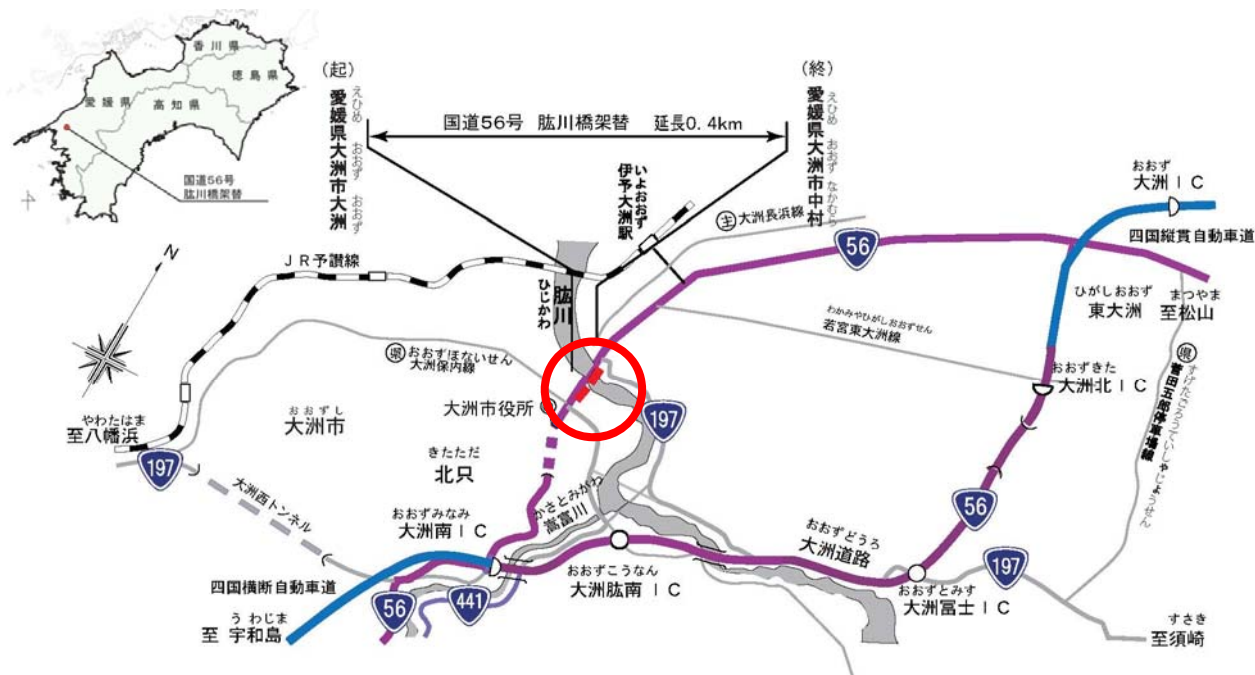 香川県
徳島県
愛媛県
高知県
国道56号
肱川橋架替
(起)
えひめ おおず おおず
愛媛県大洲市大洲
国道56号 肱川橋架替 延長0.4km
(終)
えひめ おおず なかむら
愛媛県大洲市中村
いよおおず
伊予大洲駅
主 大洲長浜線
56
おおず
大洲IC
四国縦貫自動車道
N
JR予讃線
肱川
ひじかわ
ひがしおおず
東大洲
まつやま
至松山
わかみやひがしおおずせん
若宮東大洲線
県 おおずほないせん
大洲保内線
おおずきた
大洲北IC
県
すげたごろうていしゃじょうせん
菅田五郎停車場線
大洲市役所
おおずし
大洲市
やわたはま
至八幡浜
197
197
きたただ
北只
大洲西トンネル
かさとみがわ
嵩富川
おおずみなみ
大洲南IC
56
おおずどうろ
大洲道路
おおずこうなん
大洲肱南IC
四国横断自動車道
56
441
197
おおずとみす
大洲冨士IC
うわじま
至 宇和島
すさき
至須崎